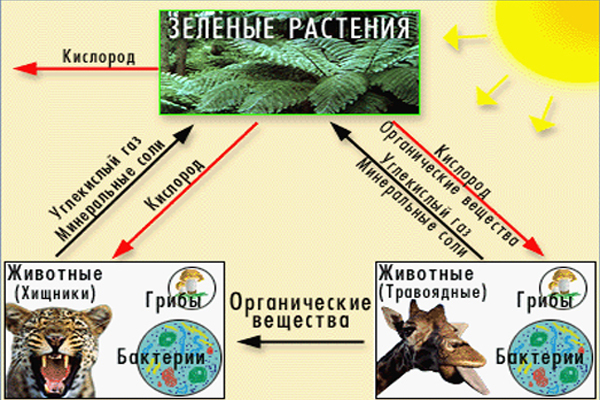 ЗЕЛЕНЫЕ РАСТЕНИЯ
Кислород
Углекислый газ
Минеральные соли
Кислород
Кислород
Органические вещества
Углекислый газ
Минеральные соли
Животные
(Хищники)
Грибы
Бактерии
Органические
вещества
Животные
(Травоядные)
Грибы
Бактерии